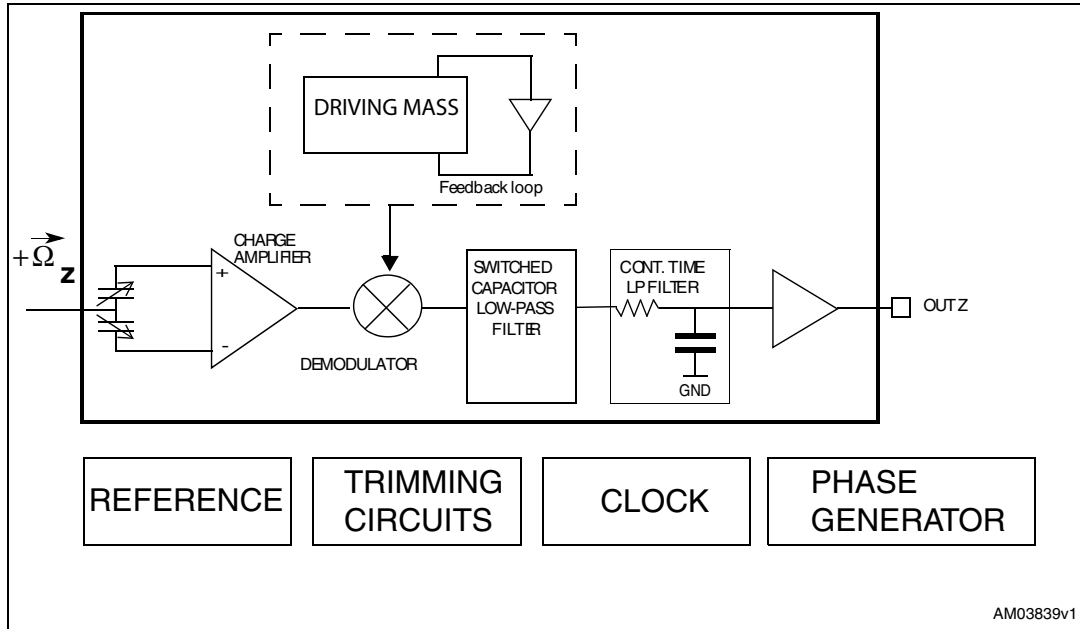 DRIVING MASS
Feedback loop
+Ω
z
CHARGE
AMPLIFIER
+
-
DEMODULATOR
SWITCHED
CAPACITOR
LOW-PASS
FILTER
CONT. TIME
LP FILTER
GND
OUTZ
REFERENCE
TRIMMING
CIRCUITS
CLOCK
PHASE
GENERATOR
AM03839v1